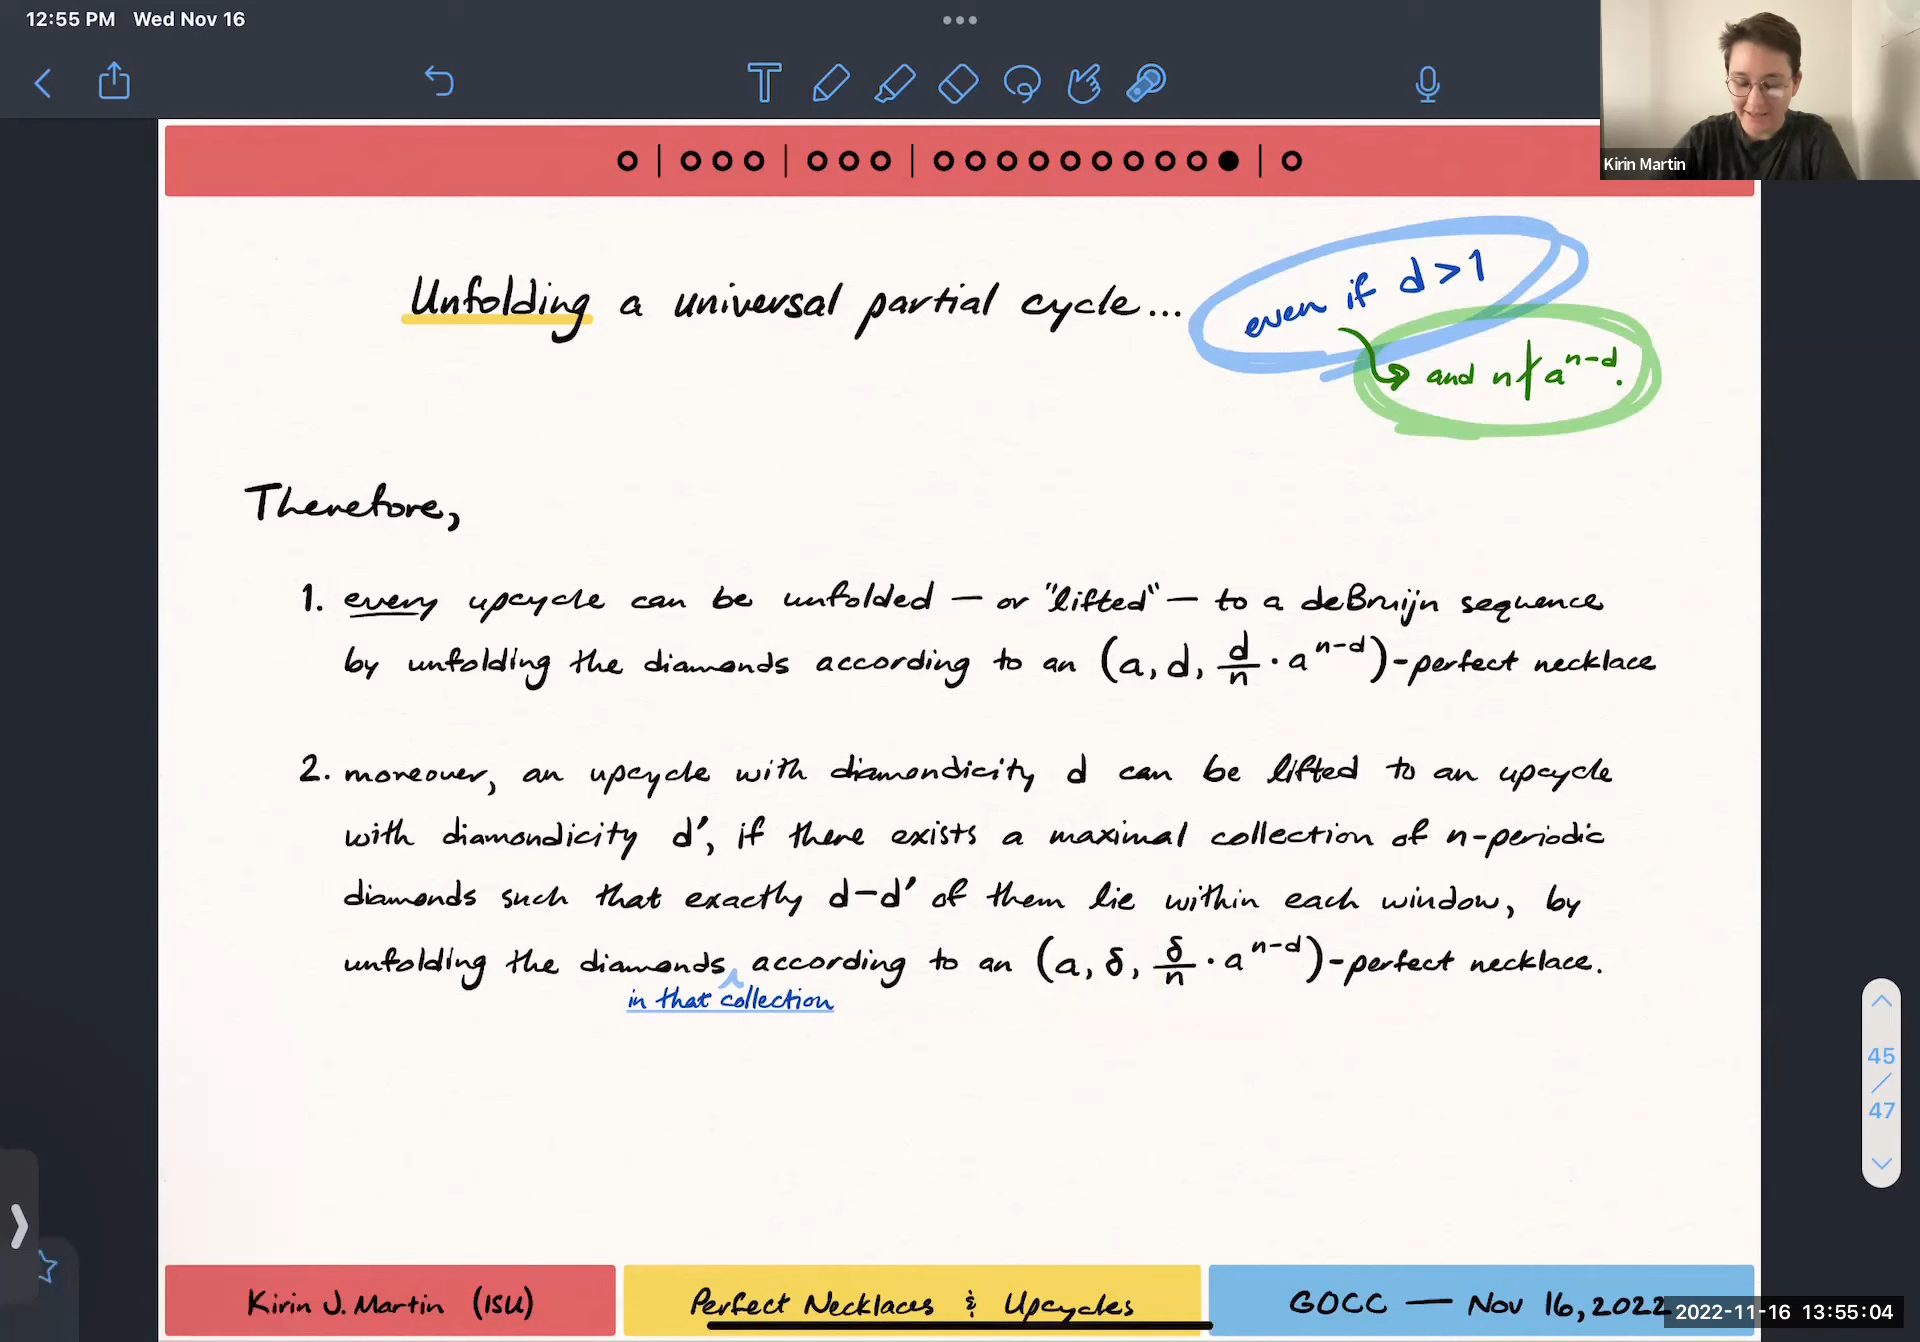 12:55 PM Wed Nov 16
Kirin Martin
Unfolding a universal partial cycle...
even if d > 1
and n ∤ a^{n-d}.
Therefore,
1. every upcycle can be unfolded — or "lifted" — to a deBruijn sequence
by unfolding the diamonds according to an (a, d, d/n · a^{n-d})-perfect necklace
2. moreover, an upcycle with diamondicity d can be lifted to an upcycle
with diamondicity d', if there exists a maximal collection of n-periodic
diamonds such that exactly d-d' of them lie within each window, by
unfolding the diamonds according to an (a, δ, δ/n · a^{n-d})-perfect necklace.
in that collection
45
/
47
Kirin J. Martin (ISU)
Perfect Necklaces & Upcycles
GOCC — Nov 16, 2022
2022-11-16 13:55:04